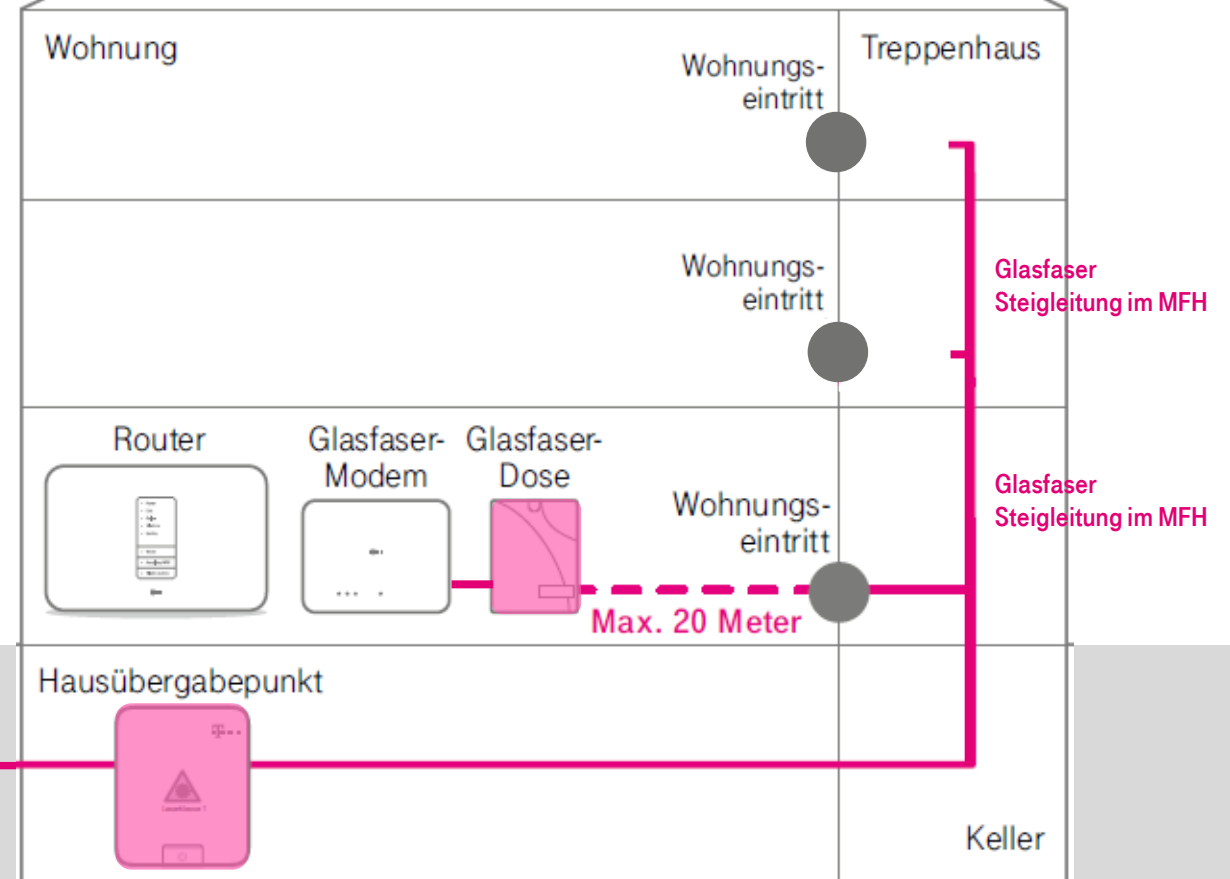 Wohnung
Wohnungs-
eintritt
Treppenhaus
Wohnungs-
eintritt
Glasfaser
Steigleitung im MFH
Router
Glasfaser-
Modem
Glasfaser-
Dose
Wohnungs-
eintritt
Glasfaser
Steigleitung im MFH
Max. 20 Meter
Hausübergabepunkt
Keller